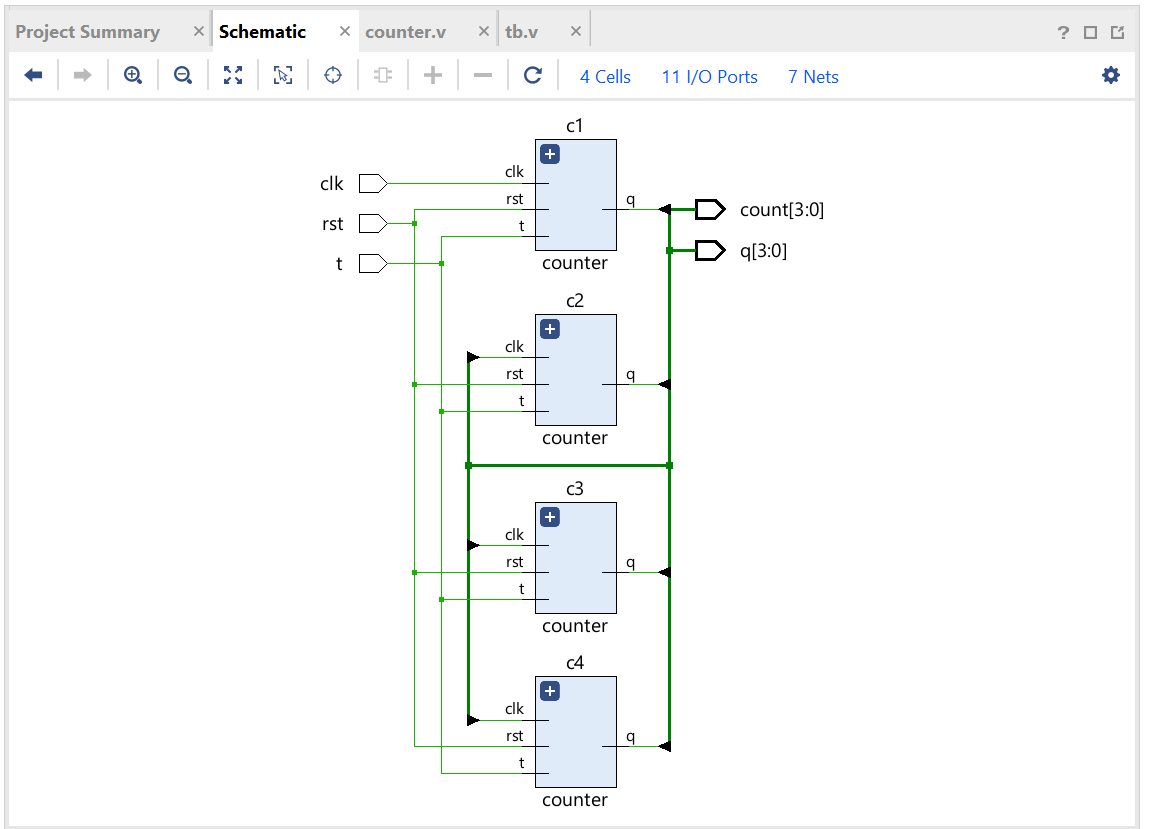 Project Summary × Schematic × counter.v × tb.v × ?
4 Cells 11 I/O Ports 7 Nets
c1
clk
rst
t
clk
rst
t
q
counter
count[3:0]
q[3:0]
c2
clk
rst
t
q
counter
c3
clk
rst
t
q
counter
c4
clk
rst
t
q
counter